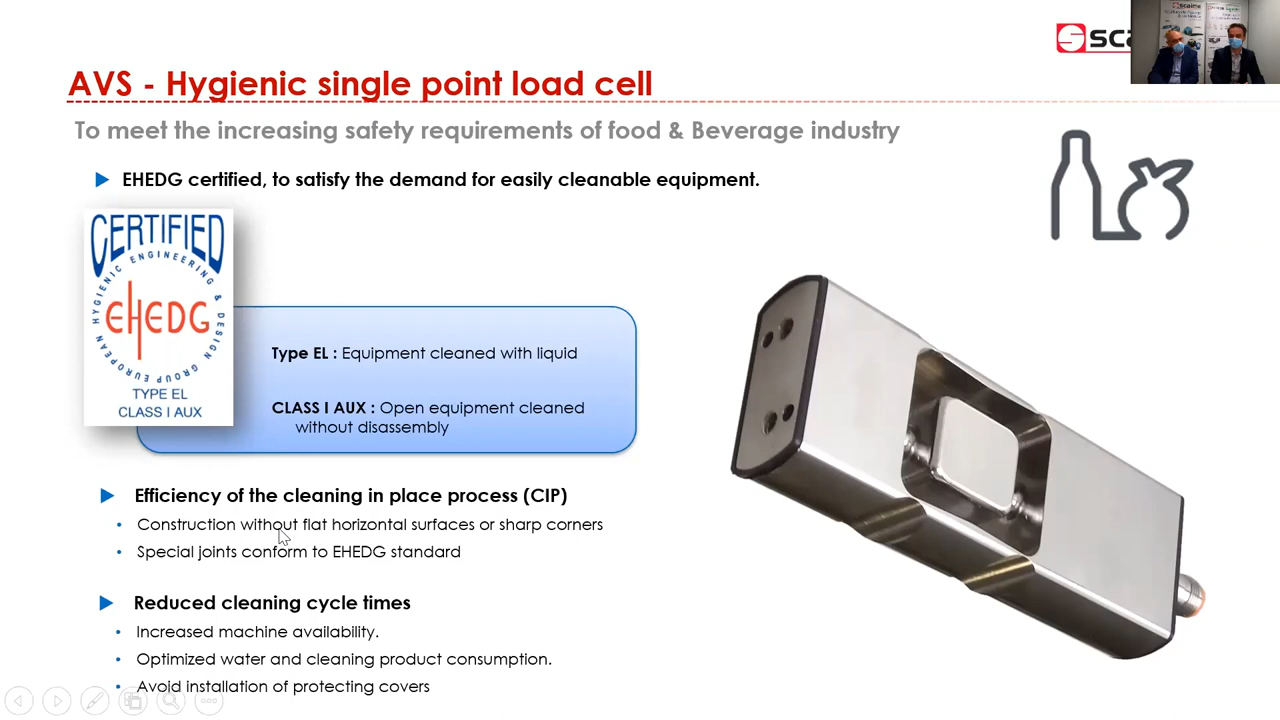 AVS - Hygienic single point load cell
To meet the increasing safety requirements of food & Beverage industry
EHEDG certified, to satisfy the demand for easily cleanable equipment.
CERTIFIED
HYGIENIC ENGINEERING & DESIGN GROUP EUROPEAN
EHEDG
TYPE EL
CLASS I AUX
Type EL : Equipment cleaned with liquid
CLASS I AUX : Open equipment cleaned
without disassembly
Efficiency of the cleaning in place process (CIP)
• Construction without flat horizontal surfaces or sharp corners
• Special joints conform to EHEDG standard
Reduced cleaning cycle times
• Increased machine availability.
• Optimized water and cleaning product consumption.
• Avoid installation of protecting covers